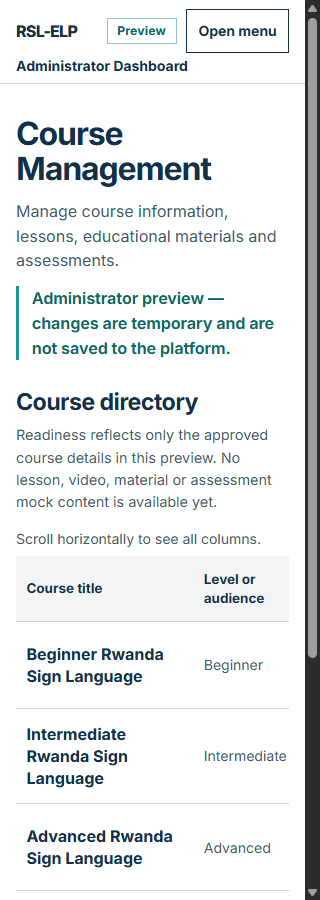 RSL-ELP
Preview
Open menu
Administrator Dashboard
Course
Management
Manage course information,
lessons, educational materials and
assessments.
Administrator preview —
changes are temporary and are
not saved to the platform.
Course directory
Readiness reflects only the approved
course details in this preview. No
lesson, video, material or assessment
mock content is available yet.
Scroll horizontally to see all columns.
Course title
Level or
audience
Beginner Rwanda
Sign Language
Beginner
Intermediate
Rwanda Sign
Language
Intermediate
Advanced Rwanda
Sign Language
Advanced